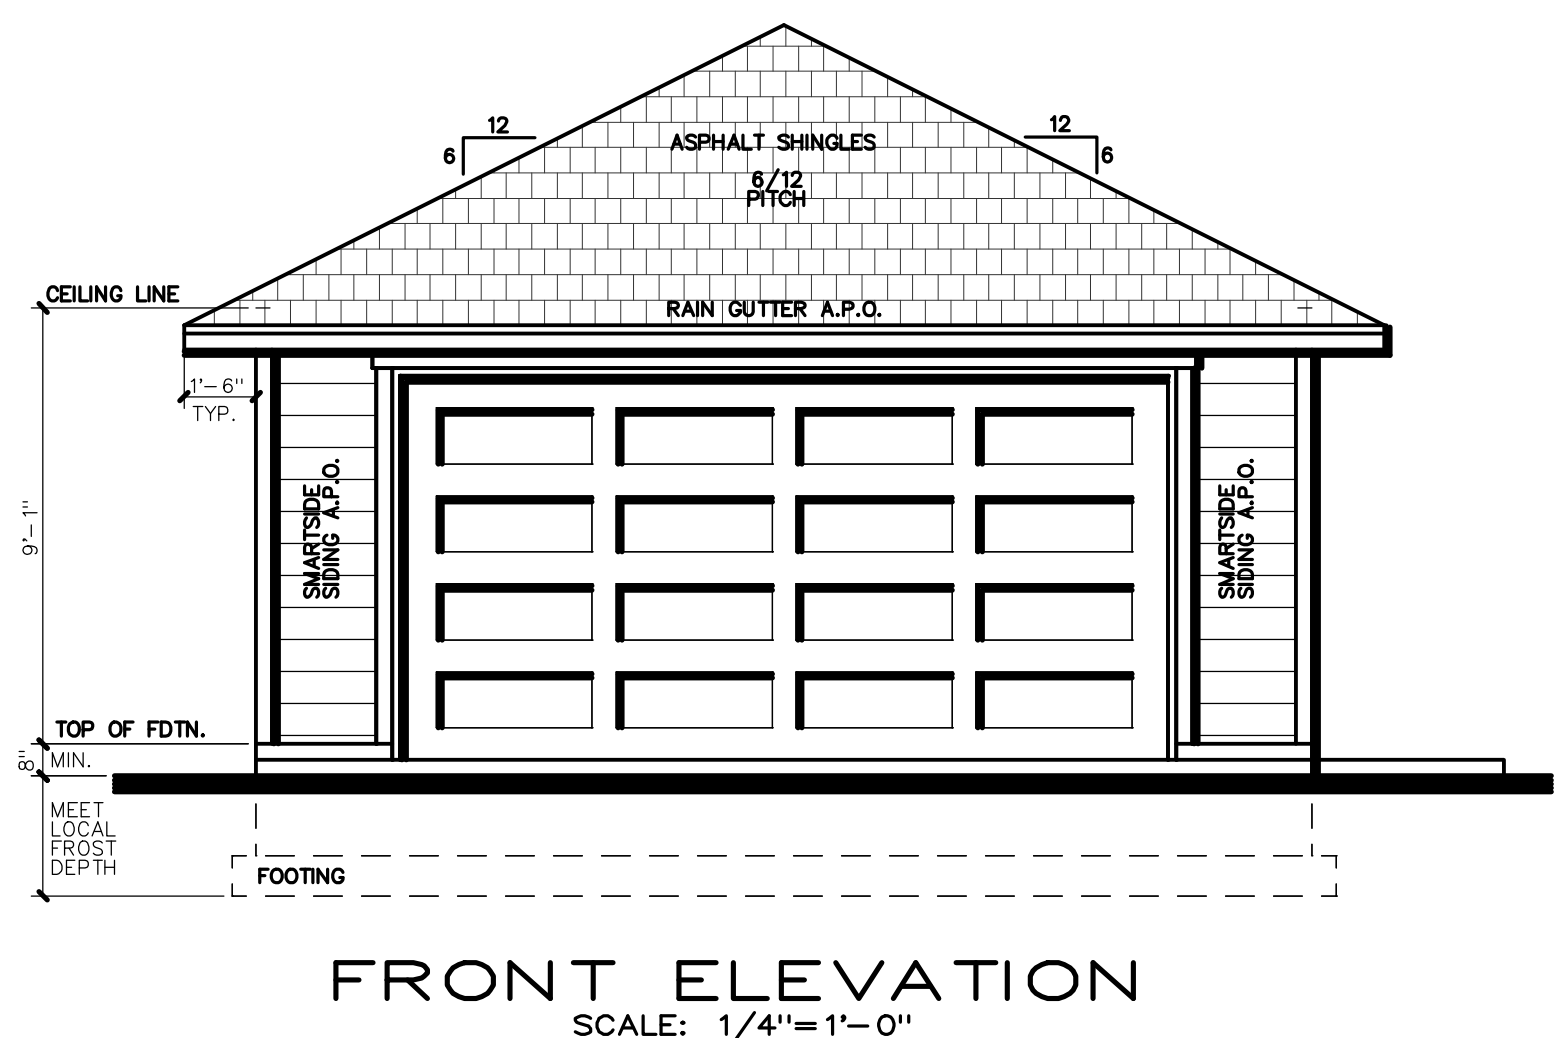 12
6
12
6
ASPHALT SHINGLES
6/12
PITCH
CEILING LINE
RAIN GUTTER A.P.O.
1'-6"
TYP.
9'-1"
SMARTSIDE
SIDING A.P.O.
SMARTSIDE
SIDING A.P.O.
TOP OF FDTN.
8"
MIN.
MEET
LOCAL
FROST
DEPTH
FOOTING
FRONT ELEVATION
SCALE: 1/4"=1'-0"